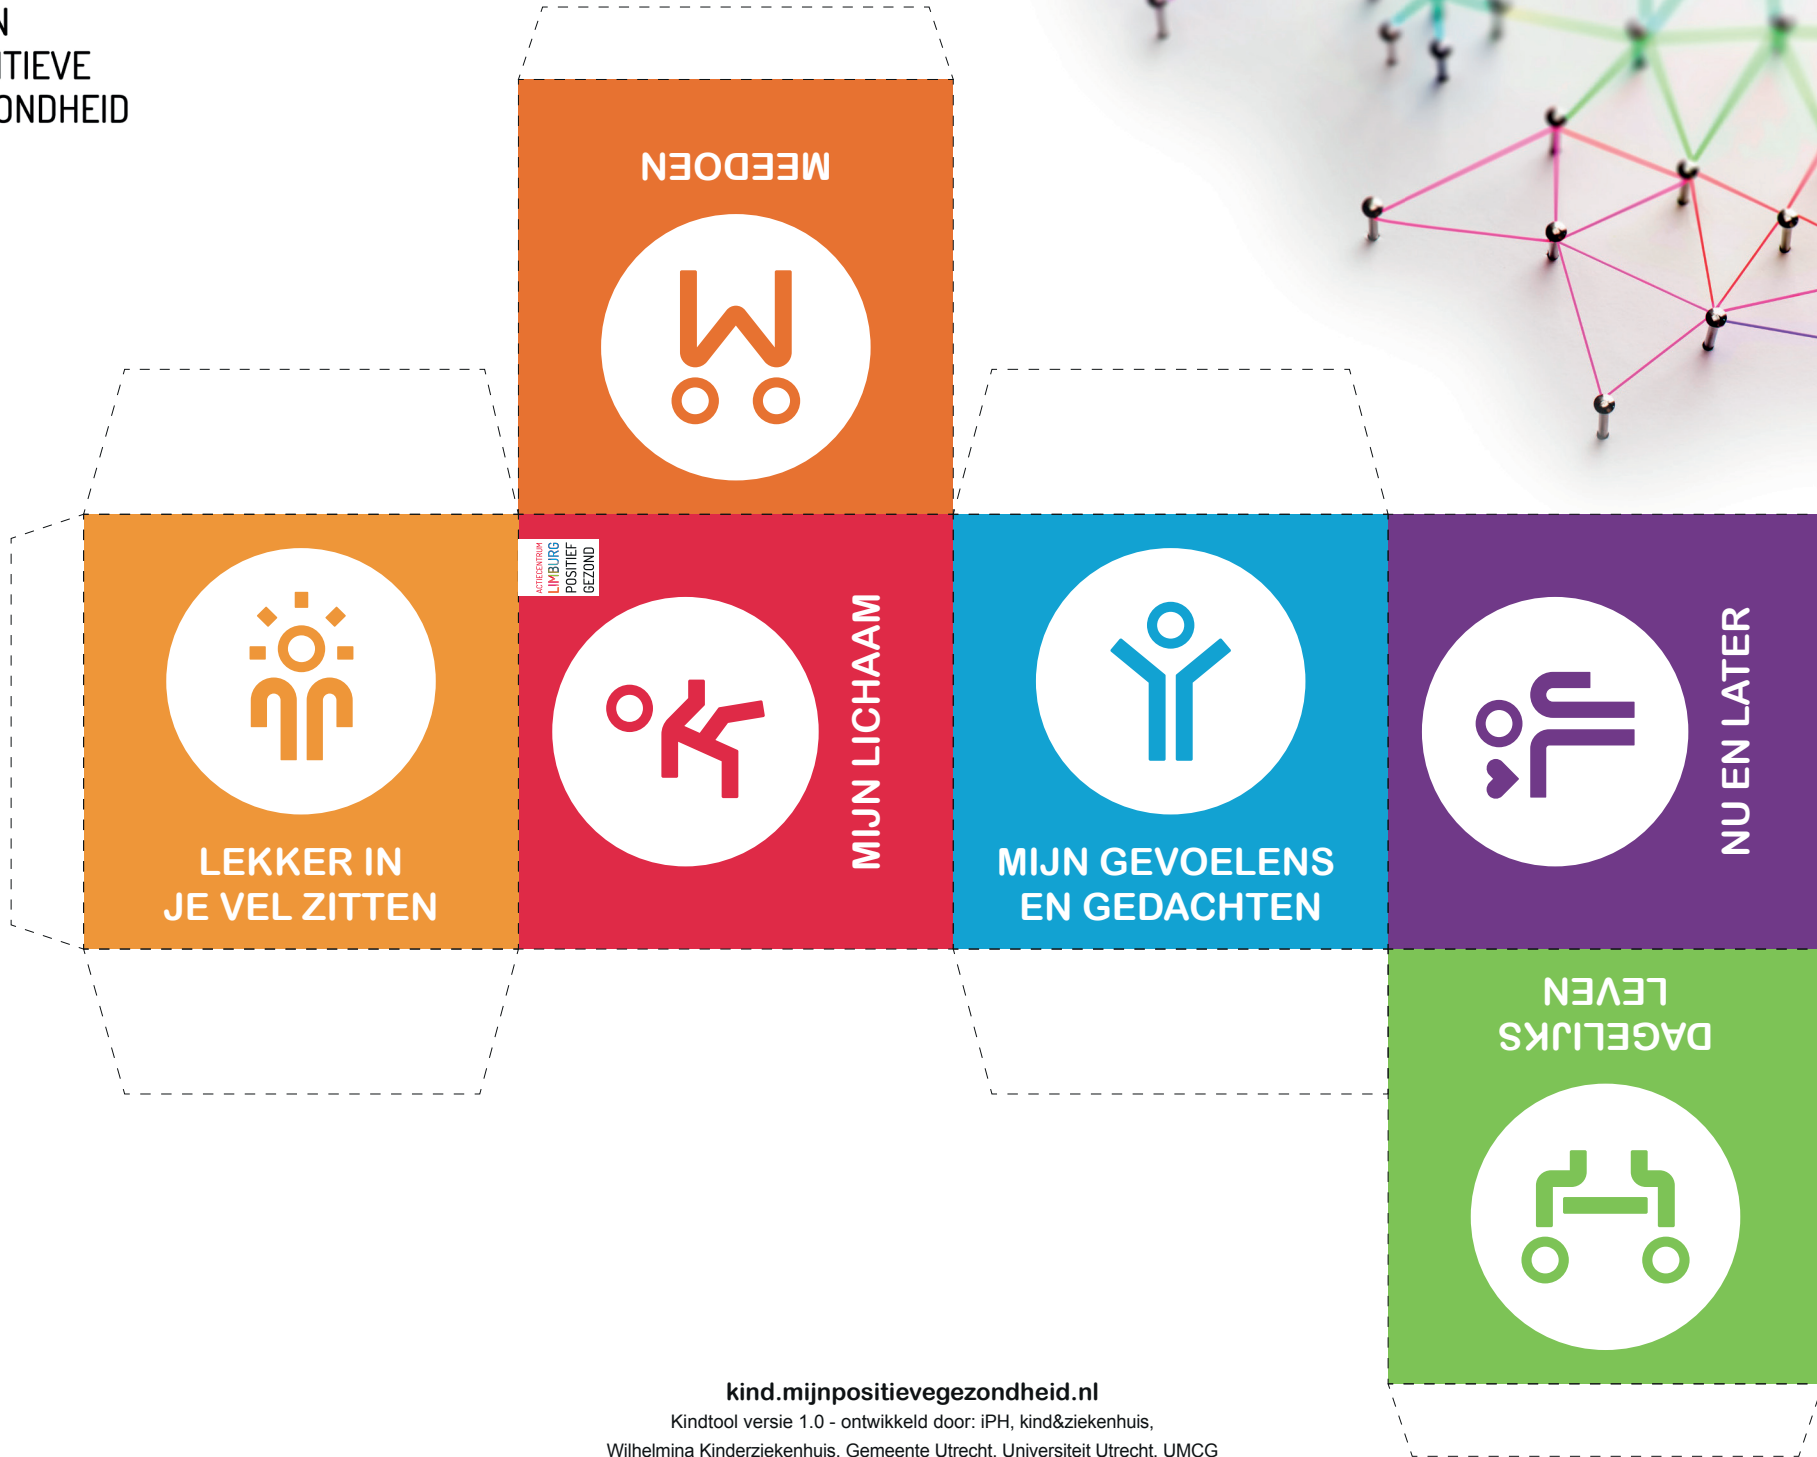 N
TIEVE
ONDHEID
MEEDOEN
ACTIECENTRUM
LIMBURG
POSITIEF
GEZOND
LEKKER IN
JE VEL ZITTEN
MIJN LICHAAM
MIJN GEVOELENS
EN GEDACHTEN
NU EN LATER
DAGELIJKS
LEVEN
kind.mijnpositievegezondheid.nl
Kindtool versie 1.0 - ontwikkeld door: iPH, kind&ziekenhuis,
Wilhelmina Kinderziekenhuis, Gemeente Utrecht, Universiteit Utrecht, UMCG